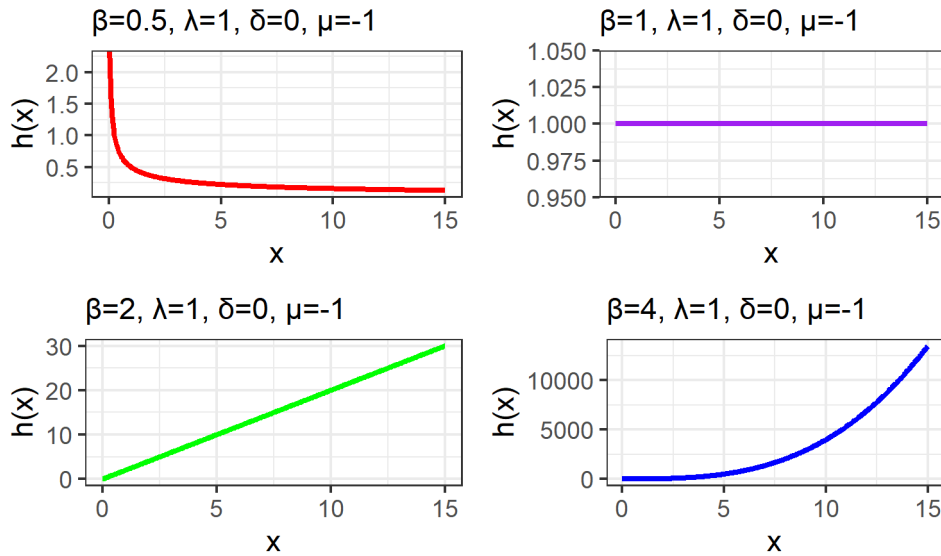 β=0.5, λ=1, δ=0, μ=-1
h(x)
2.0
1.5
1.0
0.5
0 5 10 15
x
β=1, λ=1, δ=0, μ=-1
h(x)
1.050
1.025
1.000
0.975
0.950
0 5 10 15
x
β=2, λ=1, δ=0, μ=-1
h(x)
30
20
10
0
0 5 10 15
x
β=4, λ=1, δ=0, μ=-1
h(x)
10000
5000
0
0 5 10 15
x